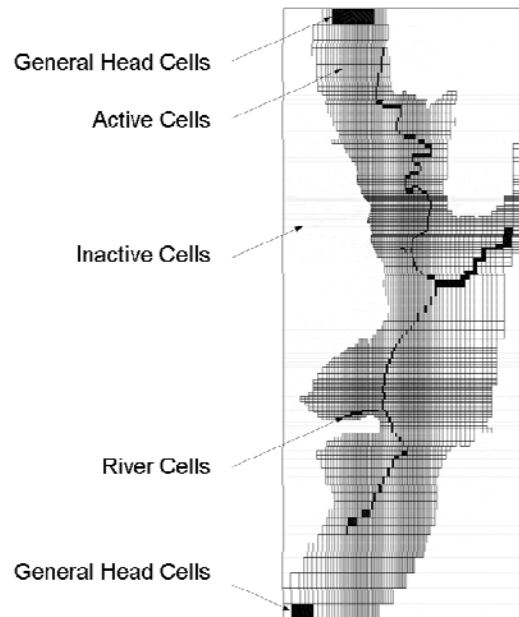 General Head Cells
Active Cells
Inactive Cells
River Cells
General Head Cells